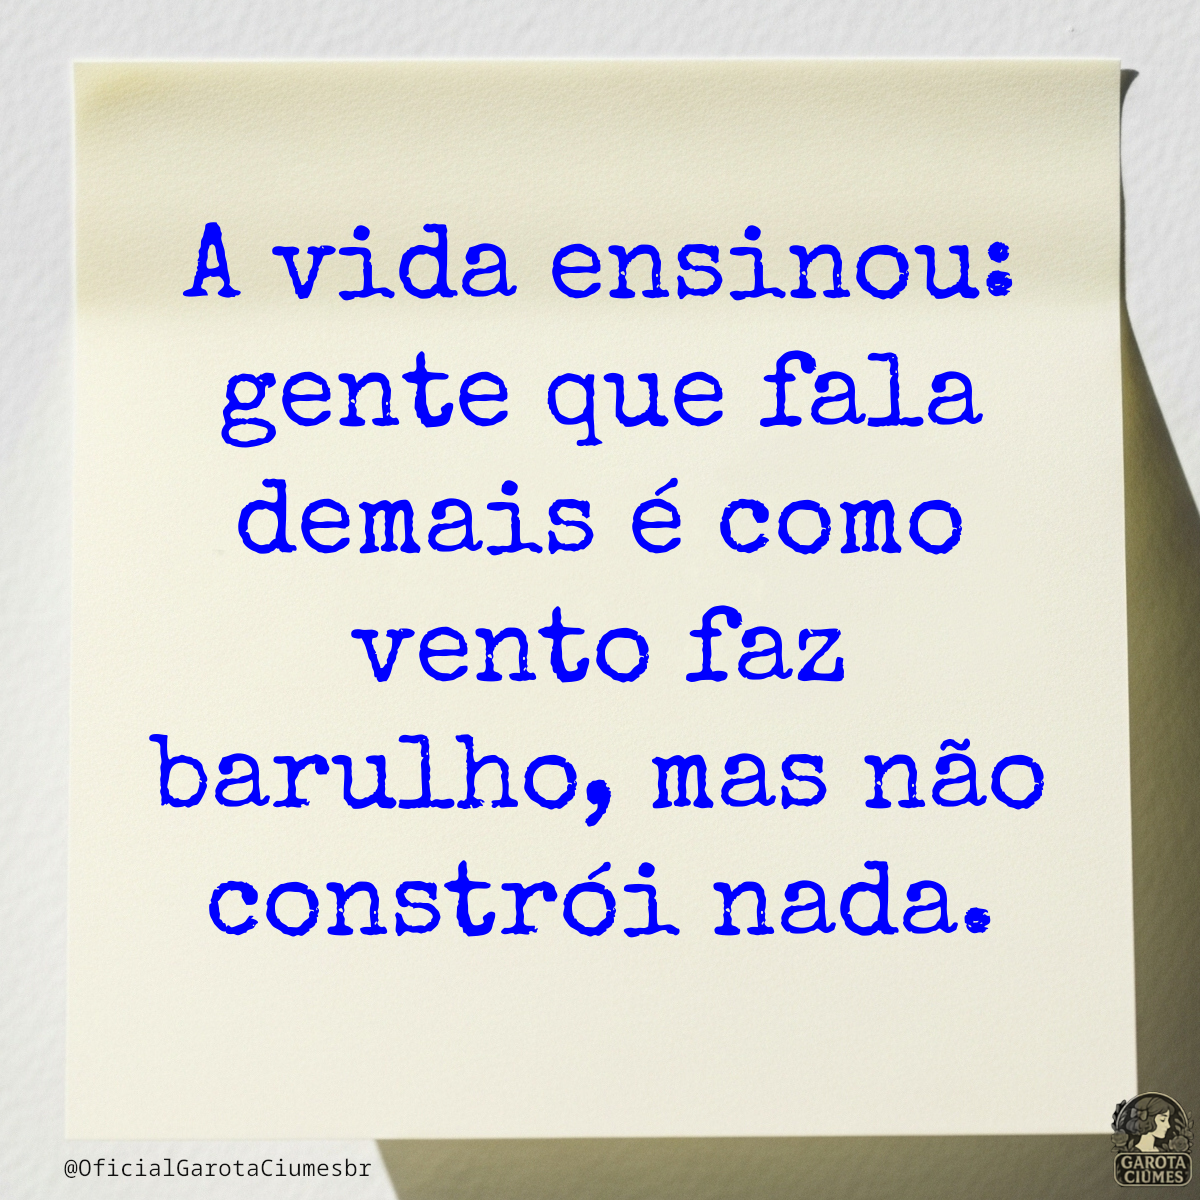 A vida ensinou:
gente que fala
demais é como
vento faz
barulho, mas não
constrói nada.
@OficialGarotaCiumesbr
GAROTA
CIÚMES